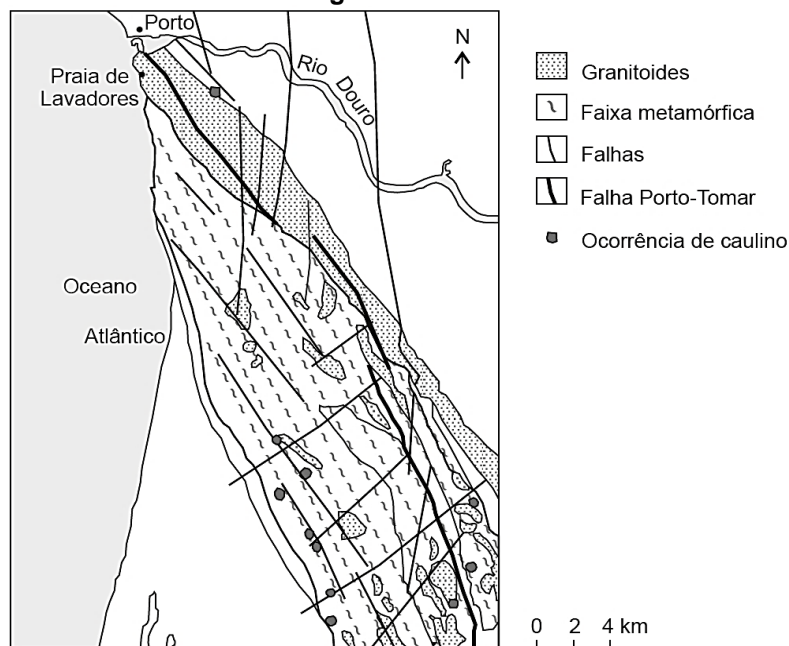 Porto
N
Rio Douro
Praia de
Lavadores
Oceano
Atlântico
Granitoides
Faixa metamórfica
Falhas
Falha Porto-Tomar
Ocorrência de caulino
0 2 4 km